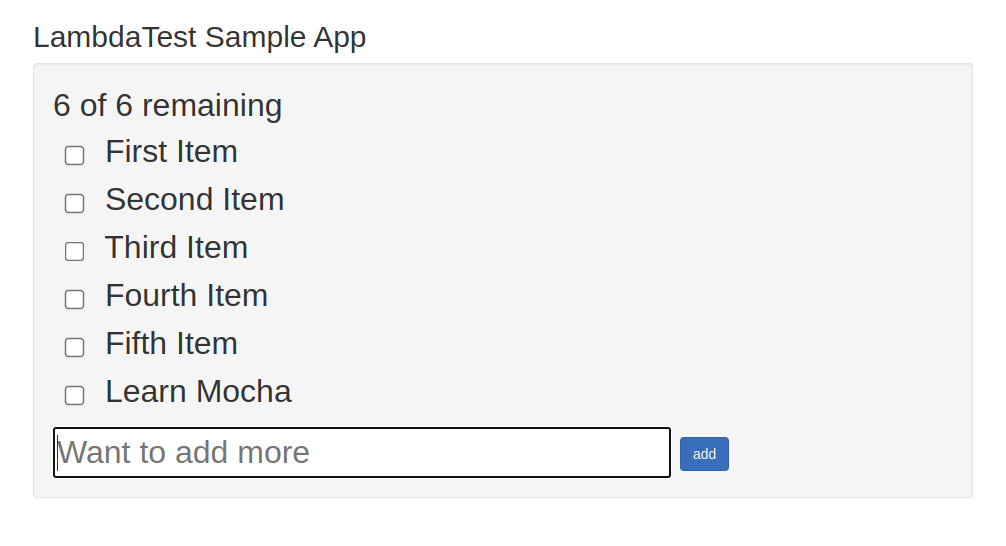 LambdaTest Sample App
6 of 6 remaining
First Item
Second Item
Third Item
Fourth Item
Fifth Item
Learn Mocha
Want to add more
add